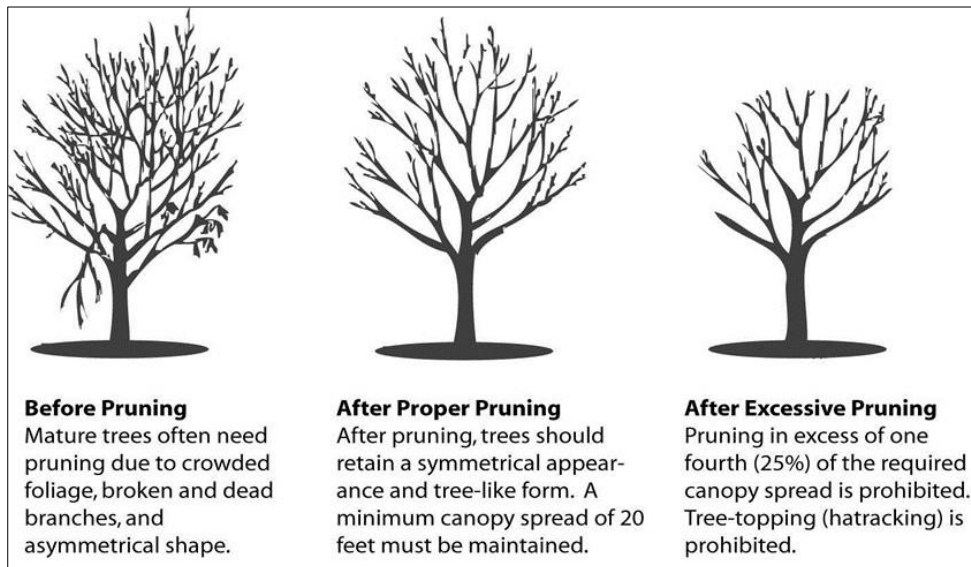 Before Pruning
Mature trees often need
pruning due to crowded
foliage, broken and dead
branches, and
asymmetrical shape.
After Proper Pruning
After pruning, trees should
retain a symmetrical appear-
ance and tree-like form. A
minimum canopy spread of 20
feet must be maintained.
After Excessive Pruning
Pruning in excess of one
fourth (25%) of the required
canopy spread is prohibited.
Tree-topping (hatracking) is
prohibited.